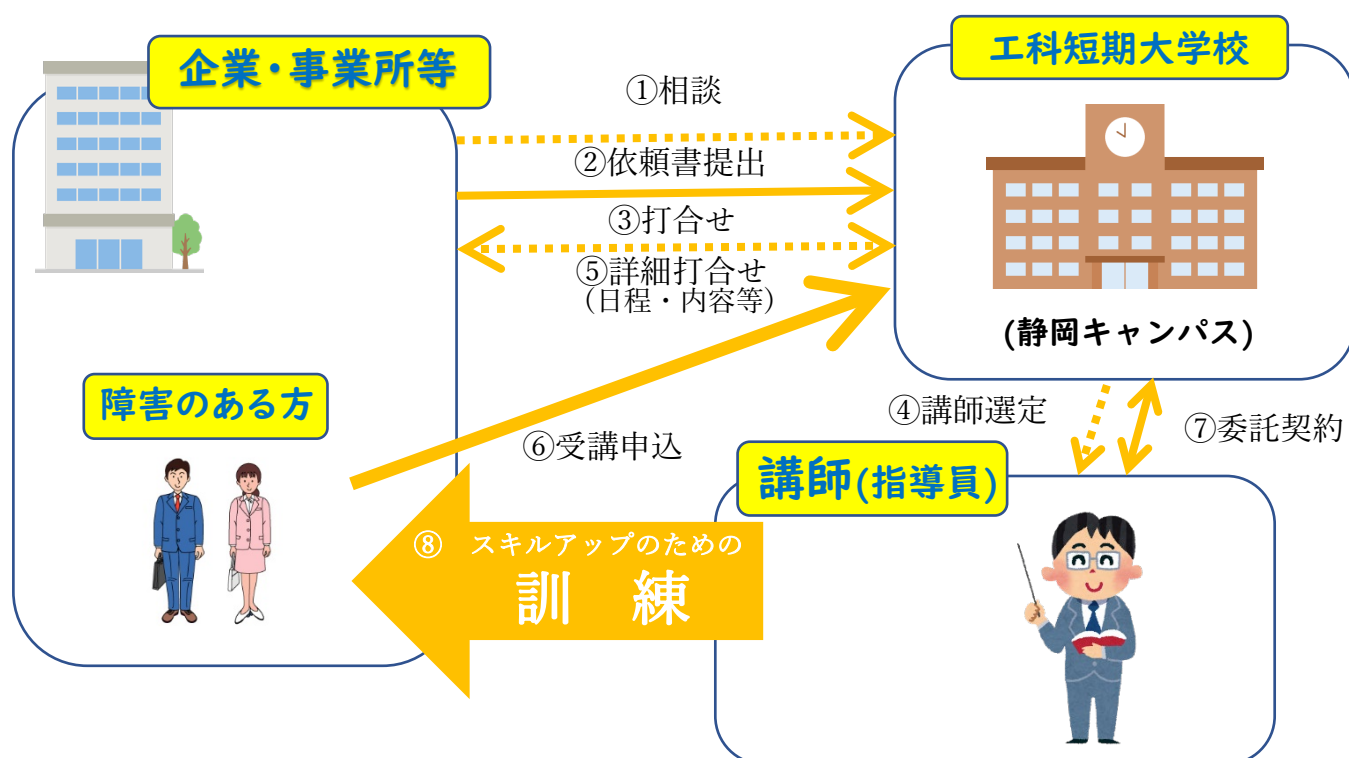 企業・事業所等
工科短期大学校
①相談
②依頼書提出
③打合せ
⑤詳細打合せ
（日程・内容等）
(静岡キャンパス)
障害のある方
④講師選定
⑦委託契約
⑥受講申込
講師(指導員)
⑧　スキルアップのための
訓　練